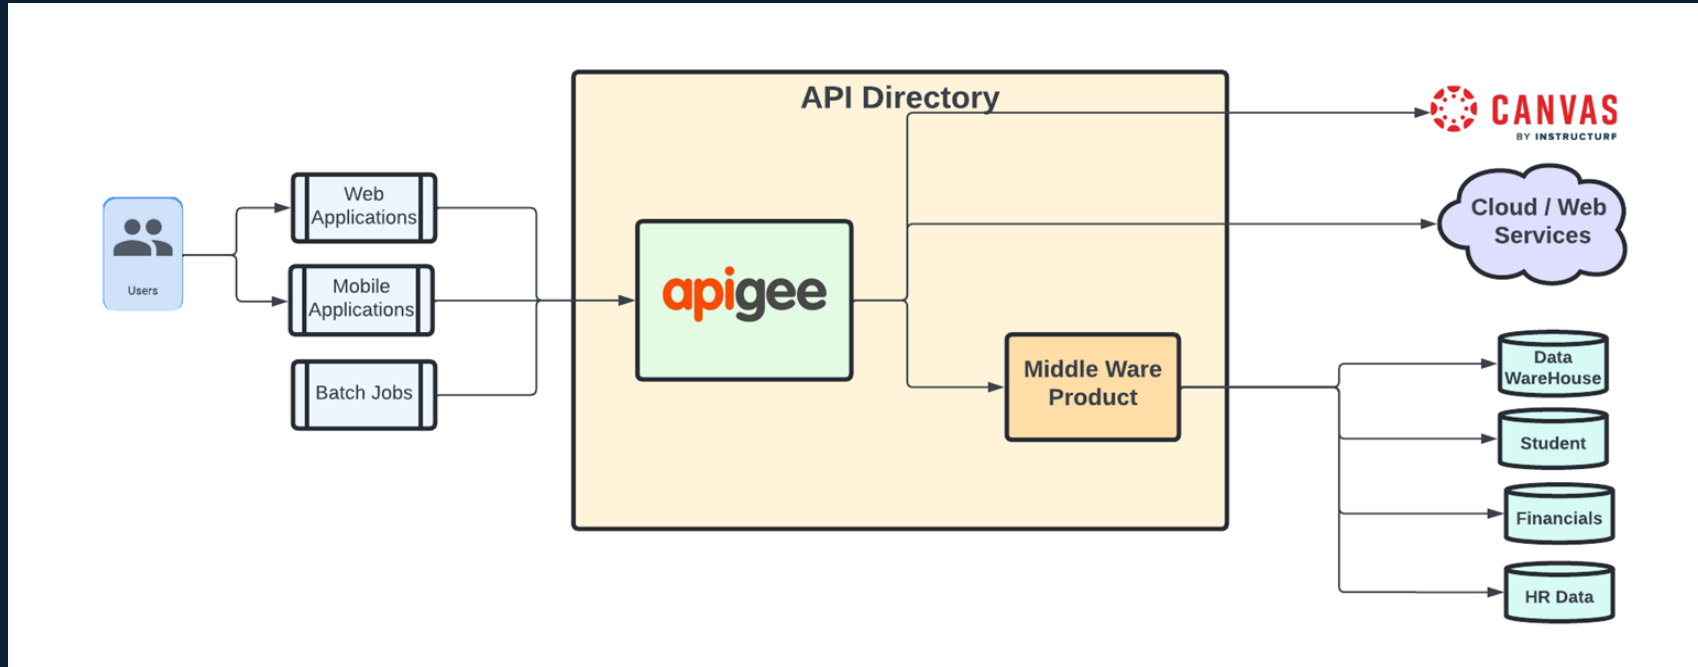 API Directory
CANVAS
BY INSTRUCTURF
Web
Applications
Cloud / Web
Services
Users
Mobile
Applications
apigee
Batch Jobs
Middle Ware
Product
Data
WareHouse
Student
Financials
HR Data